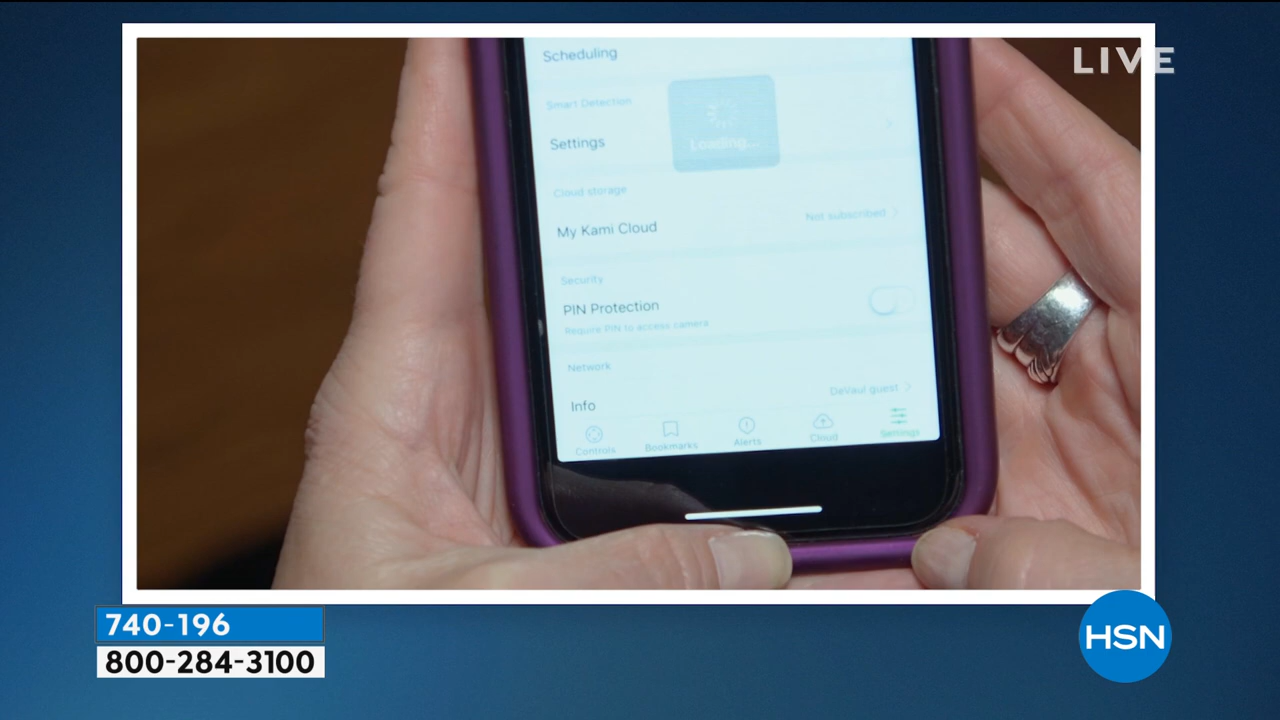 LIVE
Scheduling
Smart Detection
Loading...
Settings
Cloud storage
My Kami Cloud
Not subscribed
Security
PIN Protection
Require PIN to access camera
Network
Info
DeVaul guest
Controls
Bookmarks
Alerts
Cloud
Settings
740-196
800-284-3100
HSN